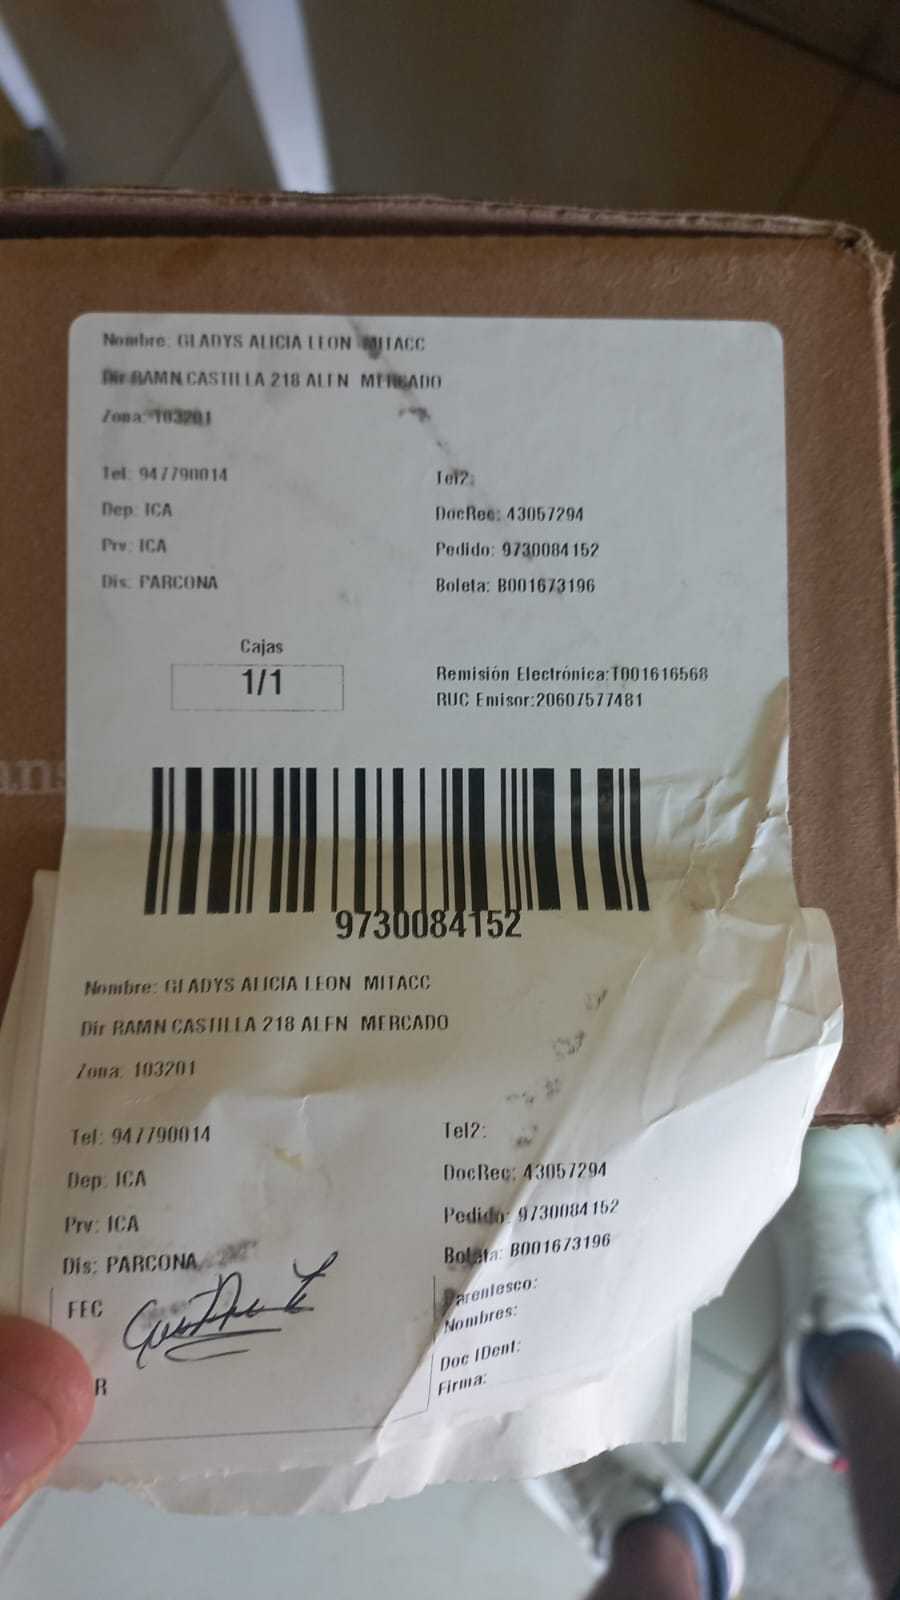 Nombre: GLADYS ALICIA LEON MITACC
Dir RAMN CASTILLA 218 ALFN MERCADO
Zona: 103201
Tel: 947790014
Tel2:
Dep: ICA
DocRec: 43057294
Prv: ICA
Pedido: 9730084152
Dis: PARCONA
Boleta: B001673196
Cajas
1/1
Remisión Electrónica:T001616568
RUC Emisor:20607577481
9730084152
Nombre: GLADYS ALICIA LEON MITACC
Dir RAMN CASTILLA 218 ALFN MERCADO
Zona: 103201
Tel: 947790014
Tel2:
Dep: ICA
DocRec: 43057294
Prv: ICA
Pedido: 9730084152
Dis: PARCONA
Boleta: B001673196
FEC
Parentesco:
Nombres:
Doc IDent:
R
Firma: